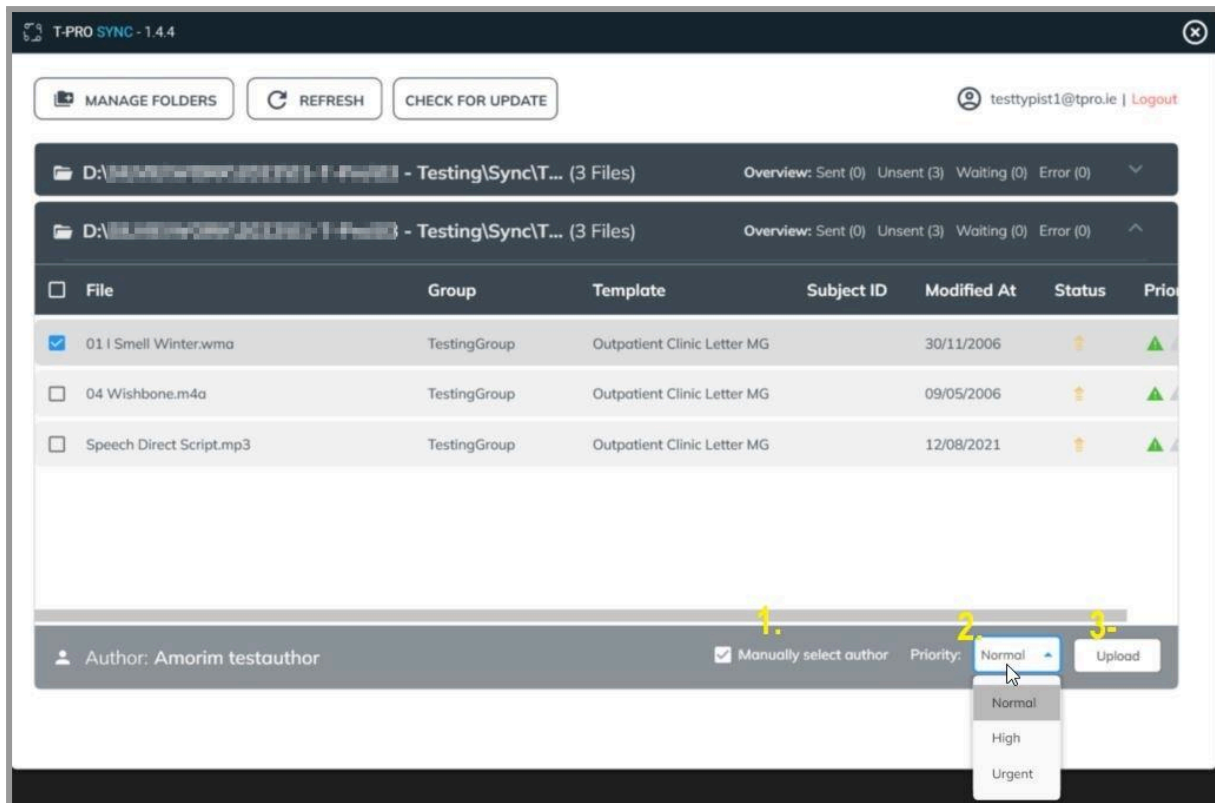 T-PRO SYNC - 1.4.4
MANAGE FOLDERS REFRESH CHECK FOR UPDATE testtypist1@tpro.ie | Logout
D:\ - Testing\Sync\T... (3 Files) Overview: Sent (0) Unsent (3) Waiting (0) Error (0)
D:\ - Testing\Sync\T... (3 Files) Overview: Sent (0) Unsent (3) Waiting (0) Error (0)
File Group Template Subject ID Modified At Status Prior
01 I Smell Winter.wma TestingGroup Outpatient Clinic Letter MG 30/11/2006
04 Wishbone.m4a TestingGroup Outpatient Clinic Letter MG 09/05/2006
Speech Direct Script.mp3 TestingGroup Outpatient Clinic Letter MG 12/08/2021
1. 2. 3-
Author: Amorim testauthor Manually select author Priority: Normal Upload
Normal
High
Urgent